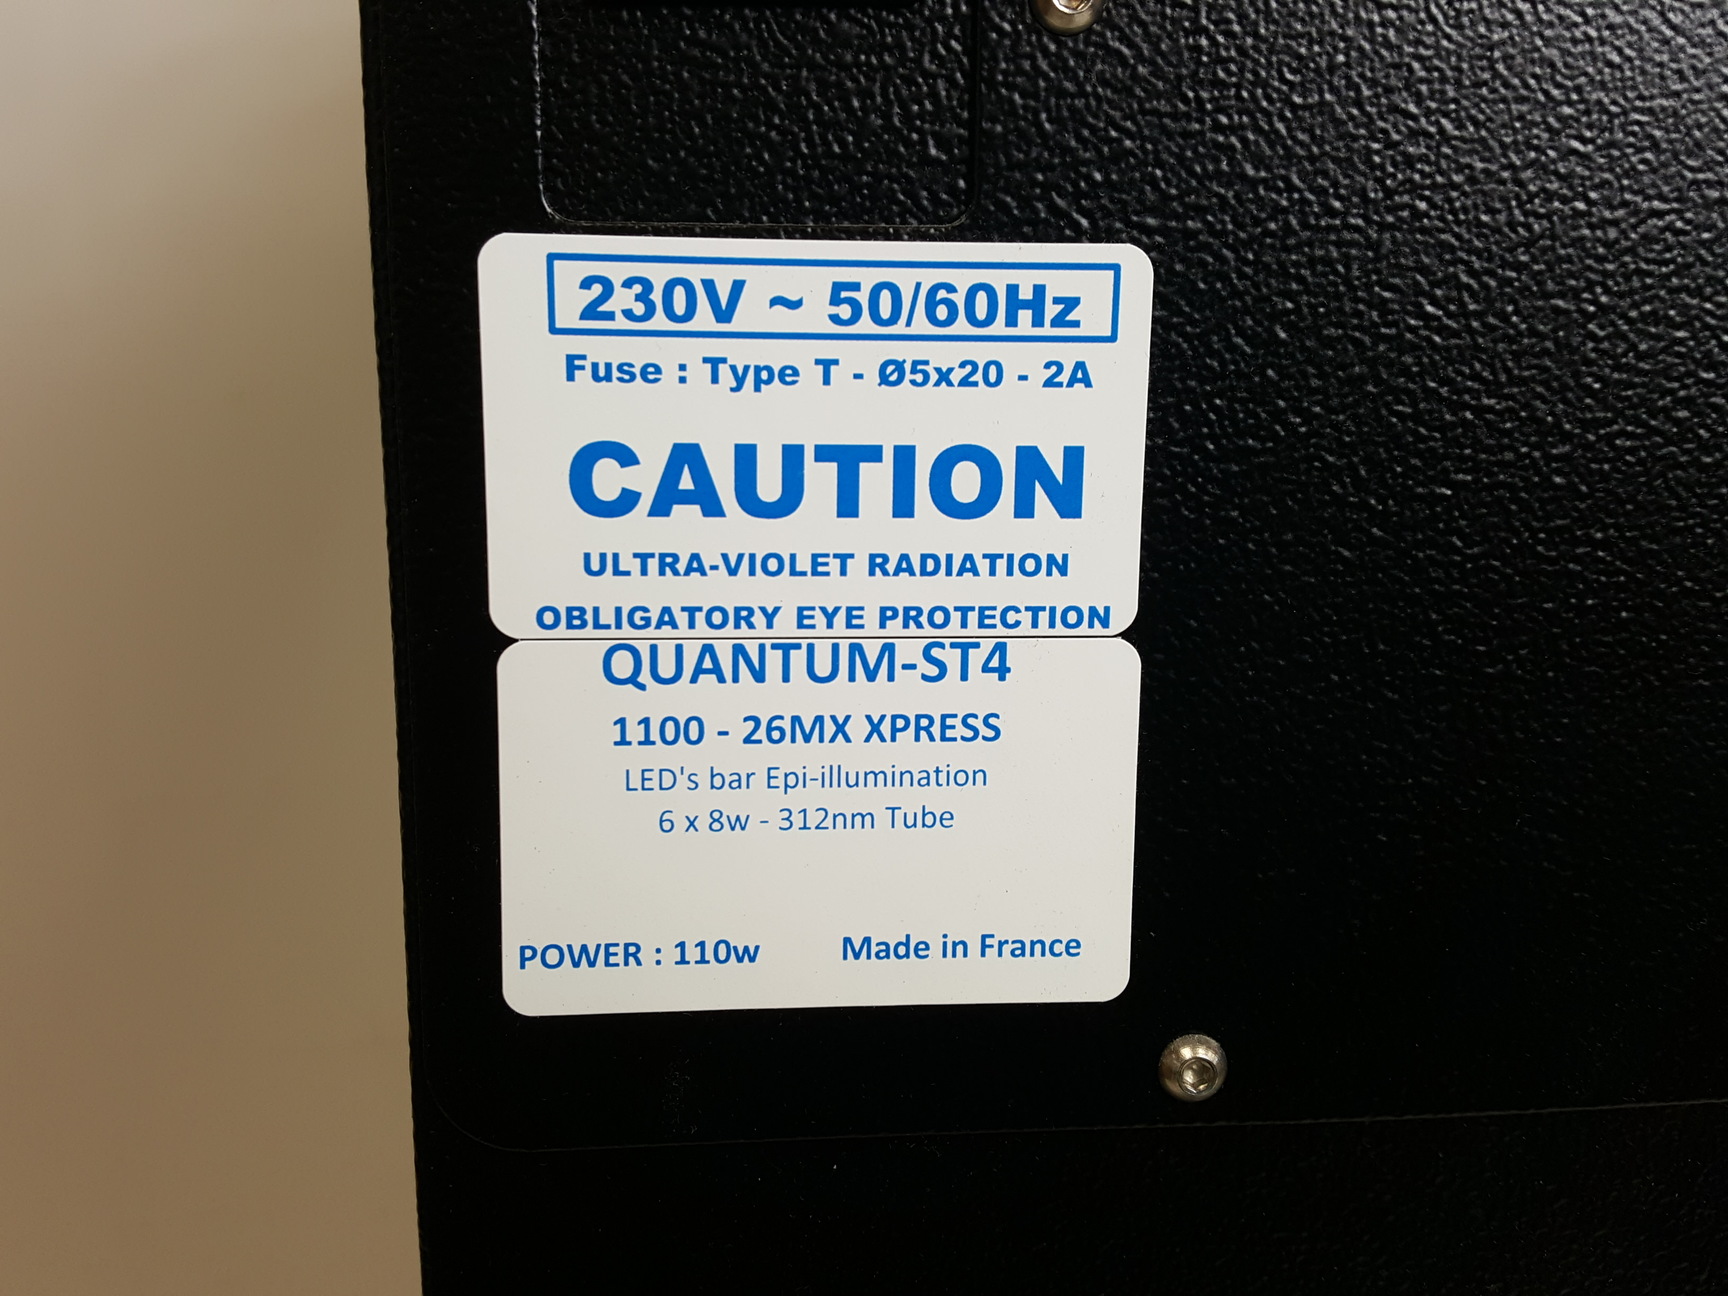 230V ~ 50/60Hz
Fuse : Type T - Ø5x20 - 2A
CAUTION
ULTRA-VIOLET RADIATION
OBLIGATORY EYE PROTECTION
QUANTUM-ST4
1100 - 26MX XPRESS
LED's bar Epi-illumination
6 x 8w - 312nm Tube
POWER : 110w Made in France